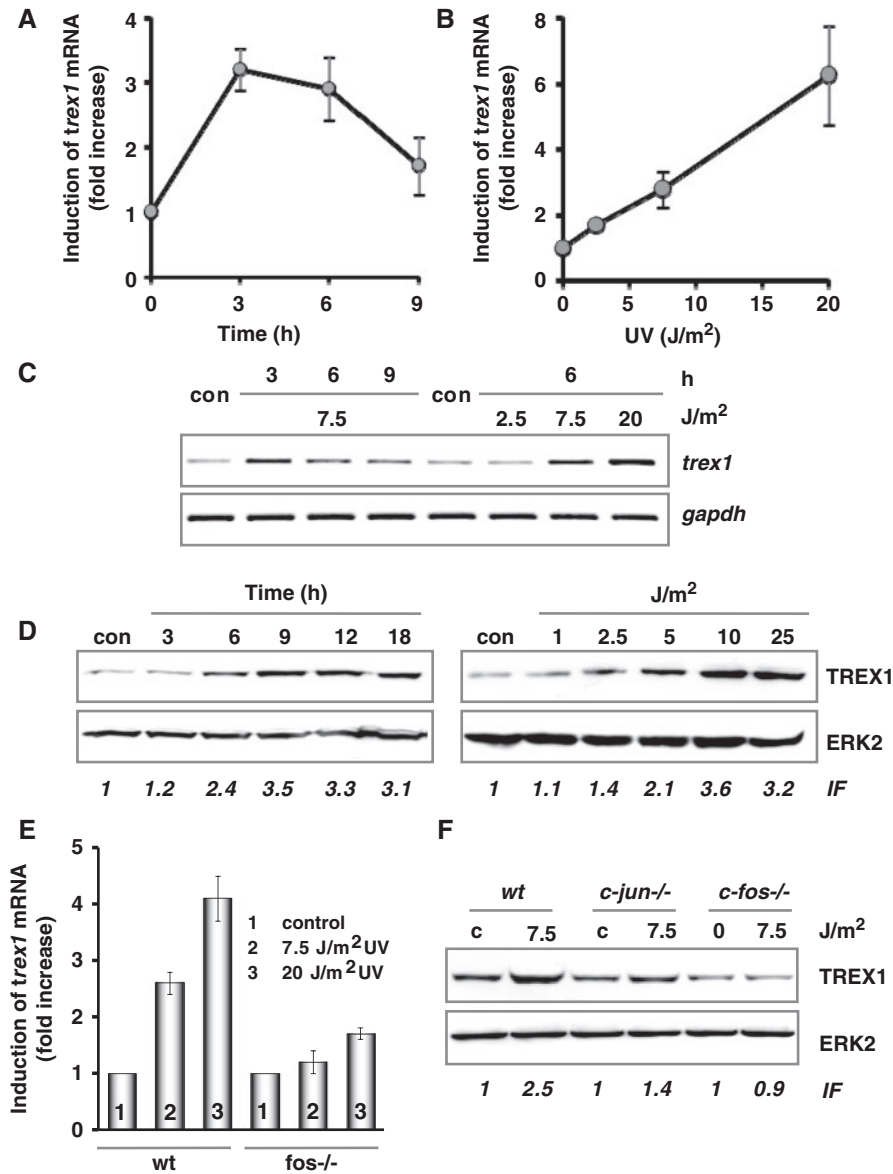 A
Induction of trex1 mRNA
(fold increase)
4
3
2
1
0
0 3 6 9
Time (h)
B
Induction of trex1 mRNA
(fold increase)
8
6
4
2
0
0 5 10 15 20
UV (J/m²)
C
con 3 6 9 con 6 h
7.5 2.5 7.5 20 J/m²
trex1
gapdh
D
Time (h)
con 3 6 9 12 18
J/m²
con 1 2.5 5 10 25
TREX1
ERK2
1 1.2 2.4 3.5 3.3 3.1
1 1.1 1.4 2.1 3.6 3.2 IF
E
Induction of trex1 mRNA
(fold increase)
5
4
3
2
1
0
1 control
2 7.5 J/m² UV
3 20 J/m² UV
1 2 3 1 2 3
wt fos-/-
F
wt c-jun-/- c-fos-/-
c 7.5 c 7.5 0 7.5 J/m²
TREX1
ERK2
1 2.5 1 1.4 1 0.9 IF